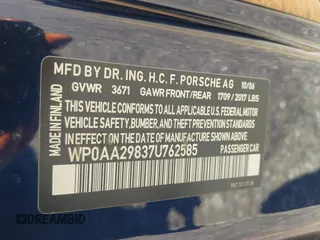 MFD BY DR. ING. H.C. F. PORSCHE AG 10/06
GVWR 3671 GAWR FRONT/REAR 1709/2017 LBS
THIS VEHICLE CONFORMS TO ALL APPLICABLE FEDERAL MOTOR
VEHICLE SAFETY, BUMPER, AND THEFT PREVENTION STANDARDS
IN EFFECT ON THE DATE OF MANUFACTURE SHOWN ABOVE.
WP0AA29837U762585 PASSENGER CAR
MADE IN FINLAND
DREAMBID